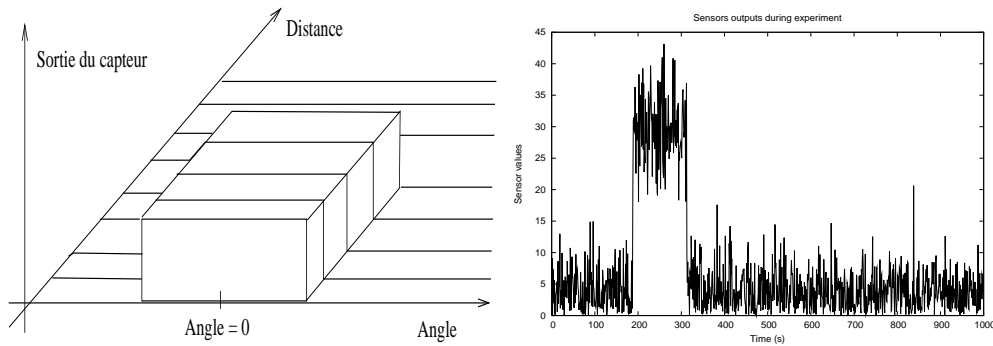 Distance
Sortie du capteur
Angle = 0
Angle
Sensors outputs during experiment
45
40
35
30
25
20
15
10
5
0
Sensor values
0 100 200 300 400 500 600 700 800 900 1000
Time (s)